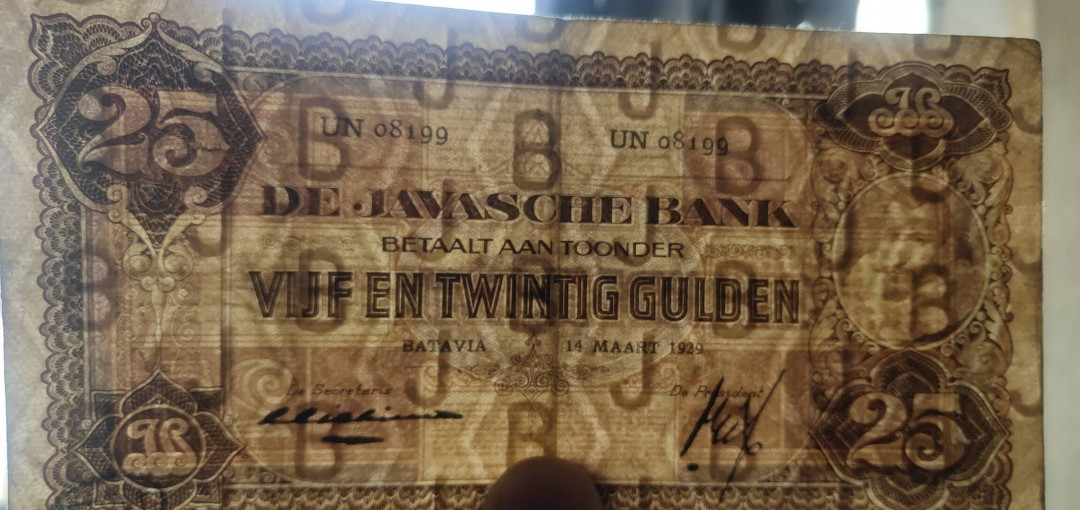 25
UN 08199 UN 08199
DE JAVASCHE BANK
BETAALT AAN TOONDER
VIJF EN TWINTIG GULDEN
BATAVIA 14 MAART 1929
De Secretaris De President
25